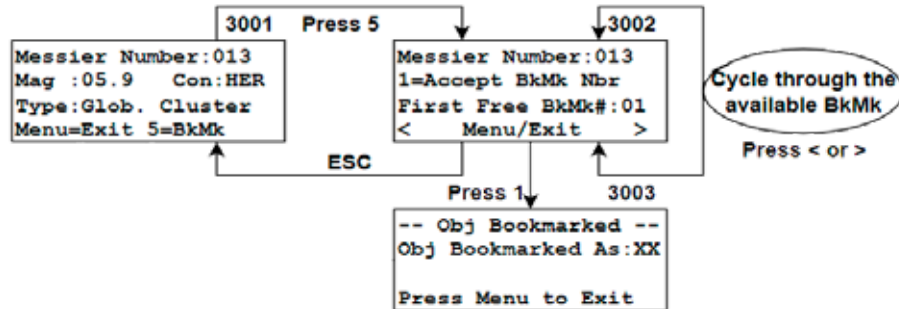 3001
Press 5
3002
Messier Number:013
Mag :05.9 Con:HER
Type:Glob. Cluster
Menu=Exit 5=BkMk
Messier Number:013
1=Accept BkMk Nbr
First Free BkMk#:01
< Menu/Exit >
Cycle through the
available BkMk
Press < or >
ESC
Press 1
3003
-- Obj Bookmarked --
Obj Bookmarked As:XX
Press Menu to Exit